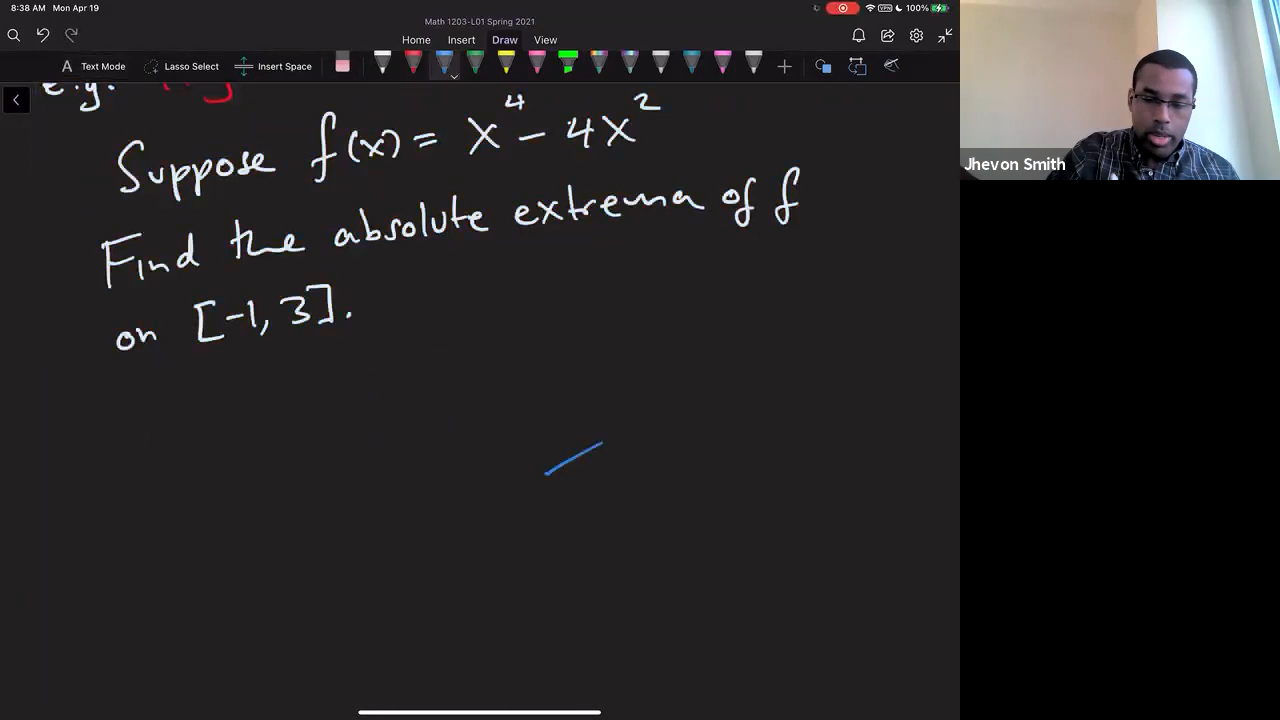 8:38 AM Mon Apr 19
100%
VPN
Math 1203-L01 Spring 2021
Home Insert Draw View
Text Mode Lasso Select Insert Space
e.g.
Suppose f(x) = x⁴ - 4x²
Find the absolute extrema of f
on [-1, 3].
Jhevon Smith